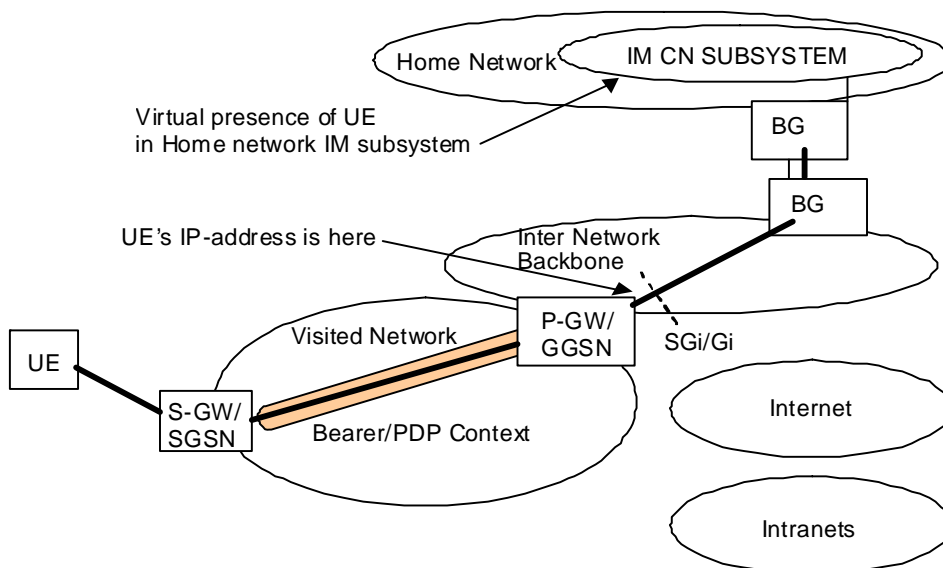 IM CN SUBSYSTEM
Home Network
Virtual presence of UE
in Home network IM subsystem
BG
BG
UE’s IP-address is here
Inter Network
Backbone
P-GW/
GGSN
SGi/Gi
Visited Network
UE
S-GW/
SGSN
Bearer/PDP Context
Internet
Intranets